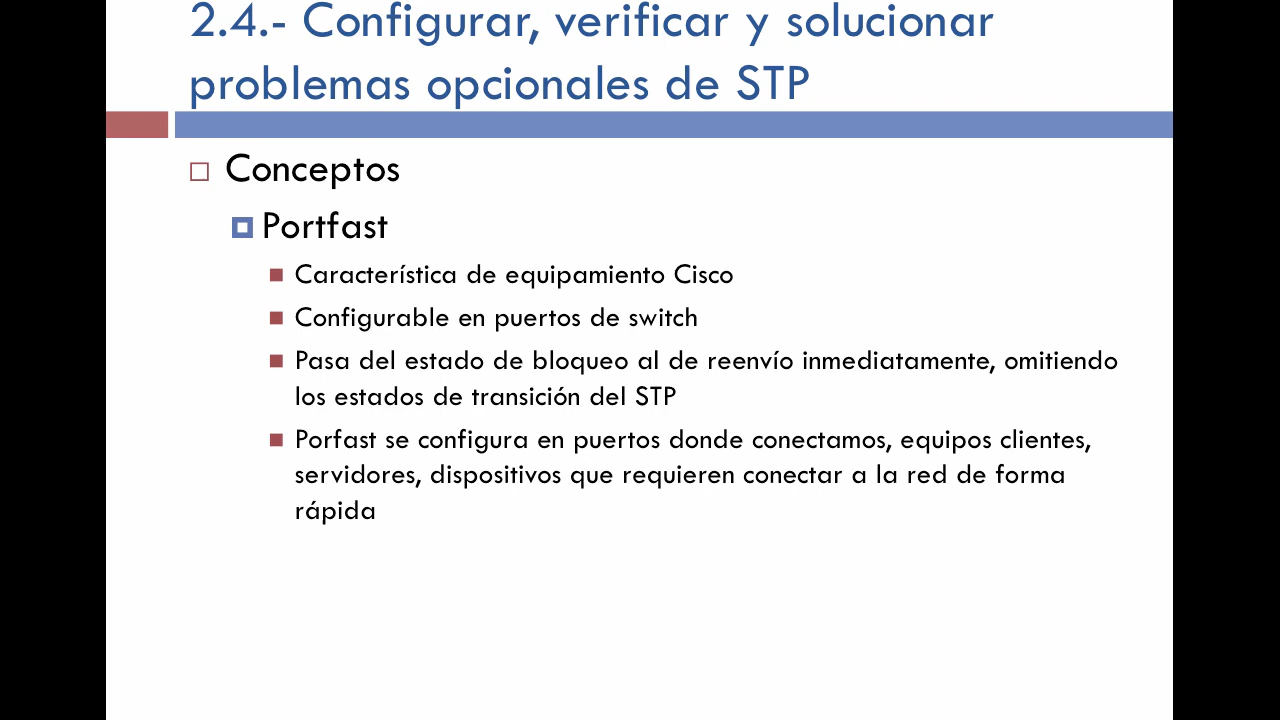 2.4.- Configurar, verificar y solucionar
problemas opcionales de STP
Conceptos
Portfast
Característica de equipamiento Cisco
Configurable en puertos de switch
Pasa del estado de bloqueo al de reenvío inmediatamente, omitiendo
los estados de transición del STP
Porfast se configura en puertos donde conectamos, equipos clientes,
servidores, dispositivos que requieren conectar a la red de forma
rápida